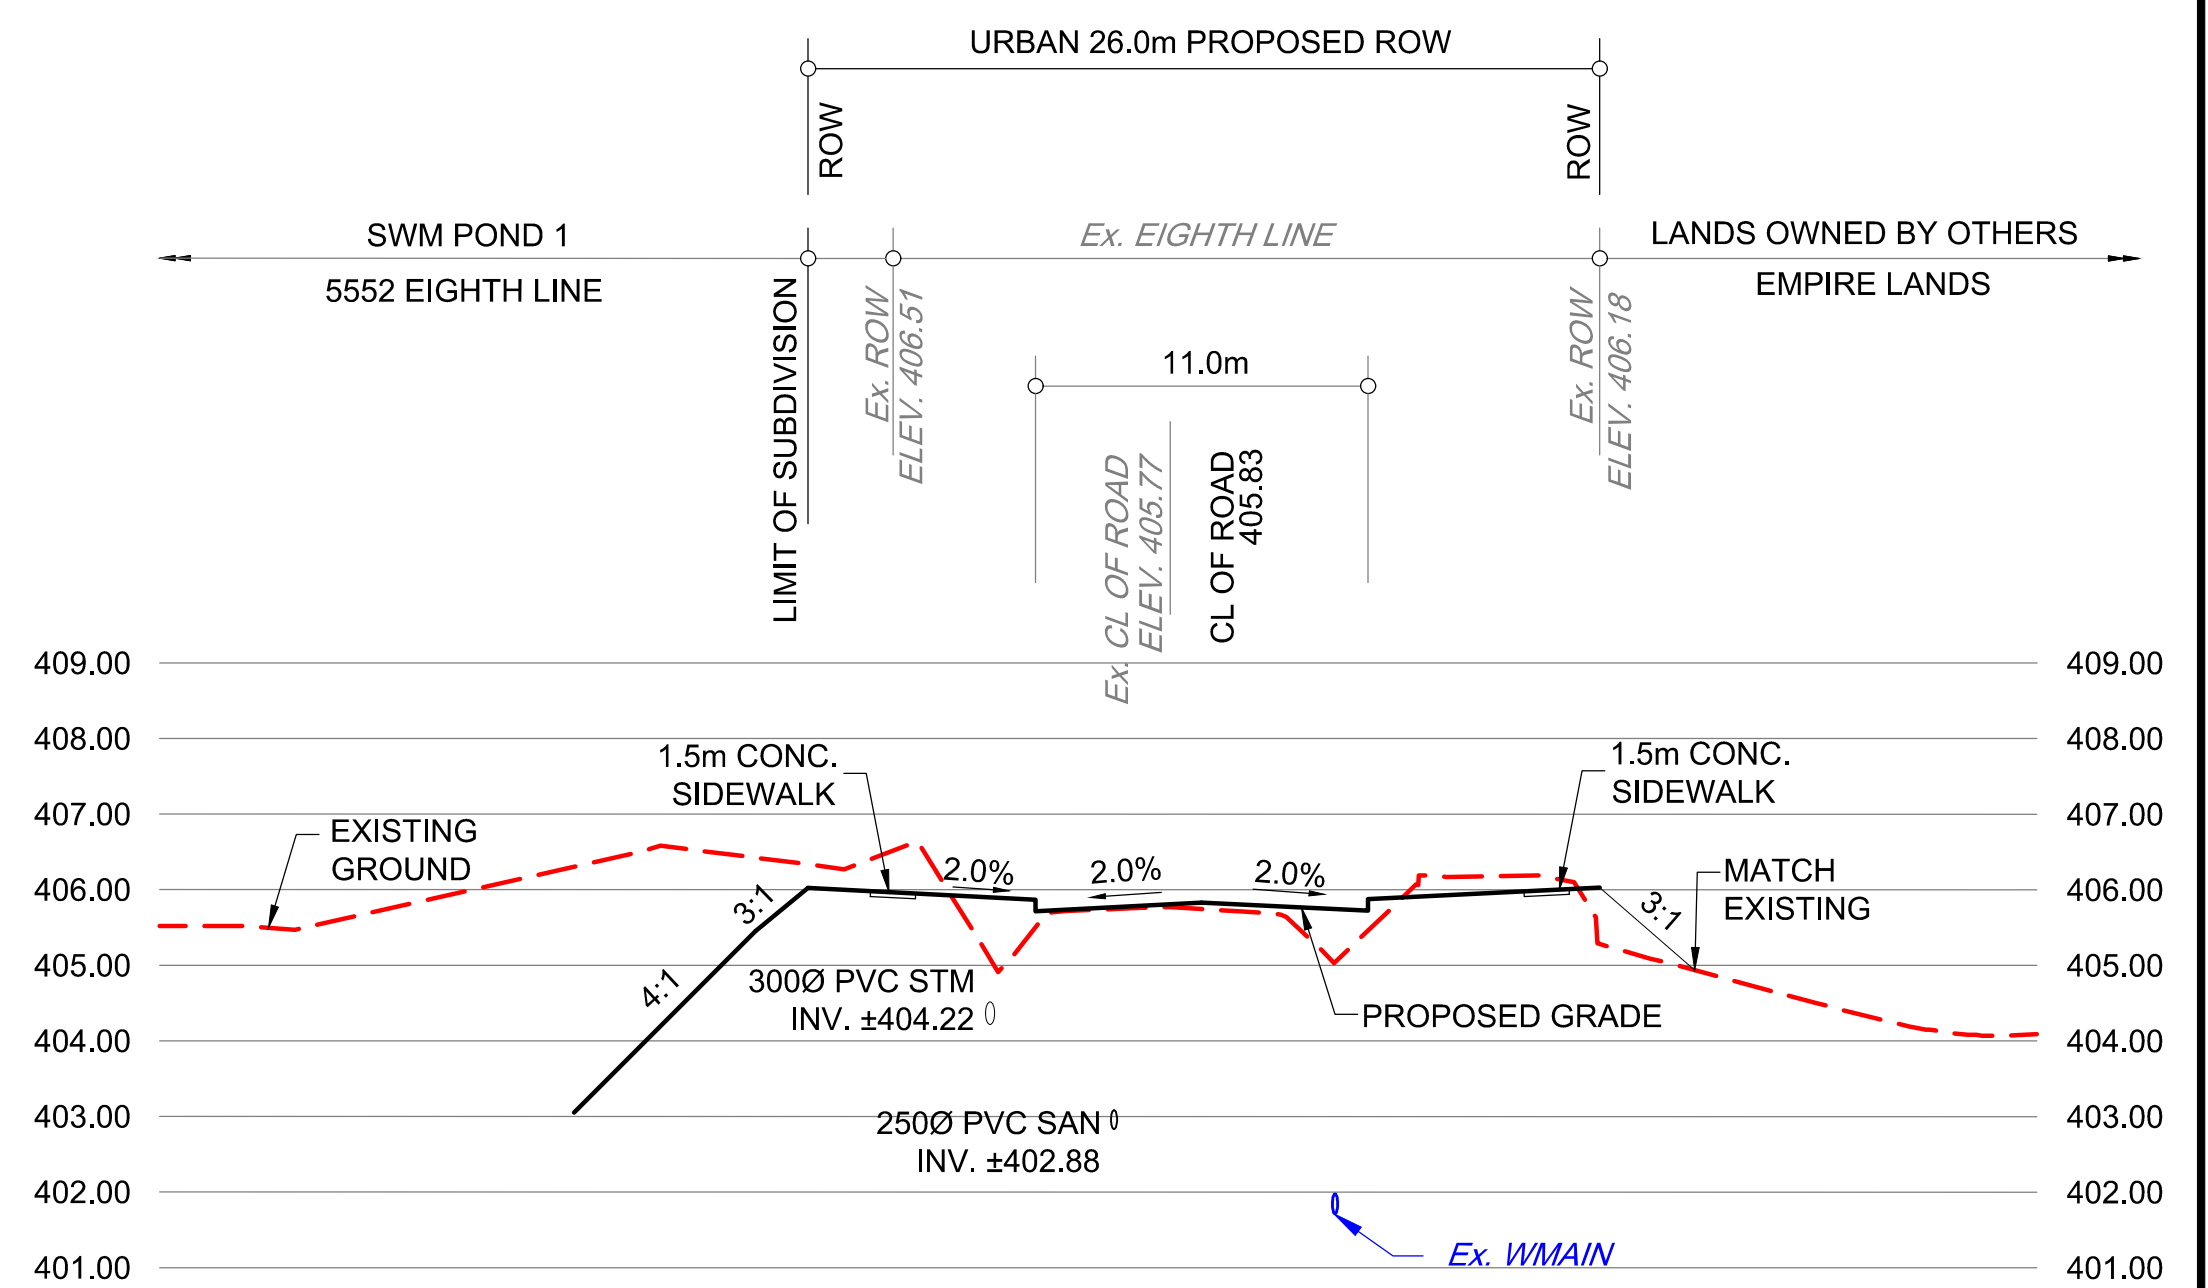 URBAN 26.0m PROPOSED ROW
ROW
ROW
SWM POND 1
5552 EIGHTH LINE
Ex. EIGHTH LINE
LANDS OWNED BY OTHERS
EMPIRE LANDS
LIMIT OF SUBDIVISION
Ex. ROW
ELEV. 406.51
Ex. ROW
ELEV. 406.18
11.0m
Ex. CL OF ROAD
ELEV. 405.77
CL OF ROAD
405.83
409.00
409.00
408.00
408.00
1.5m CONC.
SIDEWALK
1.5m CONC.
SIDEWALK
407.00
407.00
EXISTING
GROUND
2.0%
2.0%
2.0%
MATCH
EXISTING
406.00
406.00
3:1
3:1
405.00
405.00
4:1
300Ø PVC STM
INV. ±404.22
PROPOSED GRADE
404.00
404.00
403.00
403.00
250Ø PVC SAN
INV. ±402.88
402.00
402.00
Ex. WMAIN
401.00
401.00